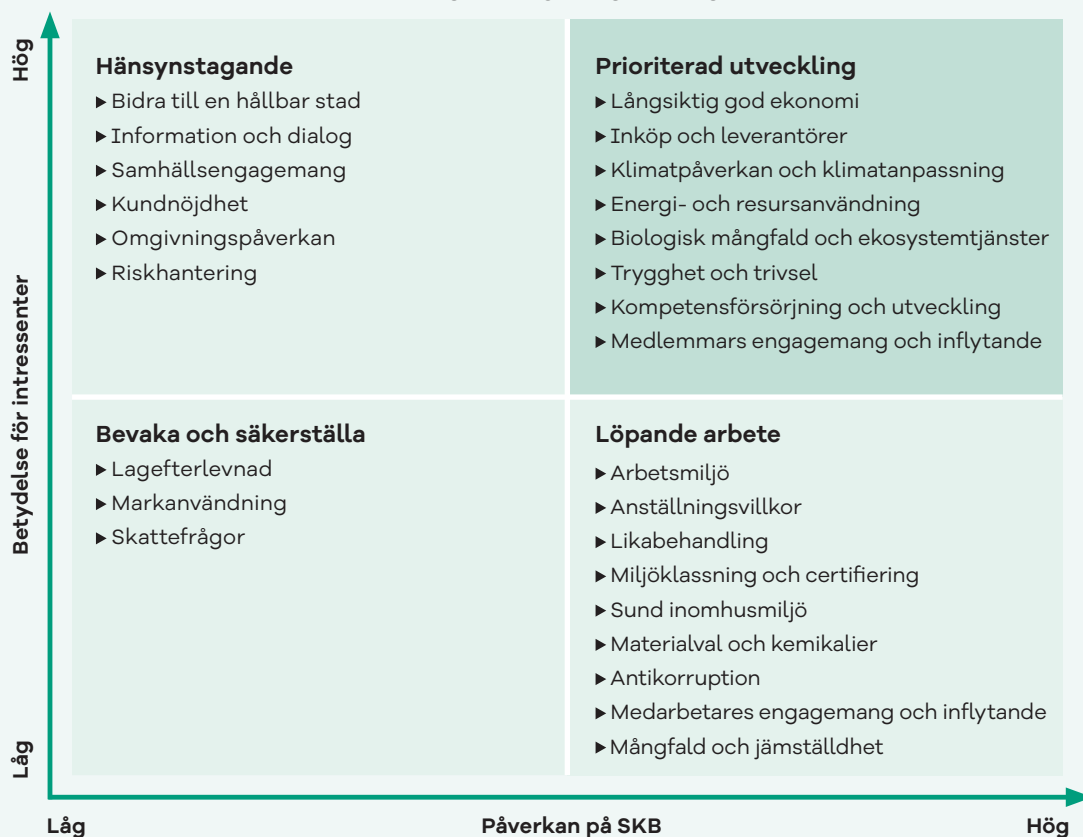 Hög
Betydelse för intressenter
Låg
Hänsynstagande
▸ Bidra till en hållbar stad
▸ Information och dialog
▸ Samhällsengagemang
▸ Kundnöjdhet
▸ Omgivningspåverkan
▸ Riskhantering
Prioriterad utveckling
▸ Långsiktig god ekonomi
▸ Inköp och leverantörer
▸ Klimatpåverkan och klimatanpassning
▸ Energi- och resursanvändning
▸ Biologisk mångfald och ekosystemtjänster
▸ Trygghet och trivsel
▸ Kompetensförsörjning och utveckling
▸ Medlemmars engagemang och inflytande
Bevaka och säkerställa
▸ Lagefterlevnad
▸ Markanvändning
▸ Skattefrågor
Löpande arbete
▸ Arbetsmiljö
▸ Anställningsvillkor
▸ Likabehandling
▸ Miljöklassning och certifiering
▸ Sund inomhusmiljö
▸ Materialval och kemikalier
▸ Antikorruption
▸ Medarbetares engagemang och inflytande
▸ Mångfald och jämställdhet
Låg
Påverkan på SKB
Hög